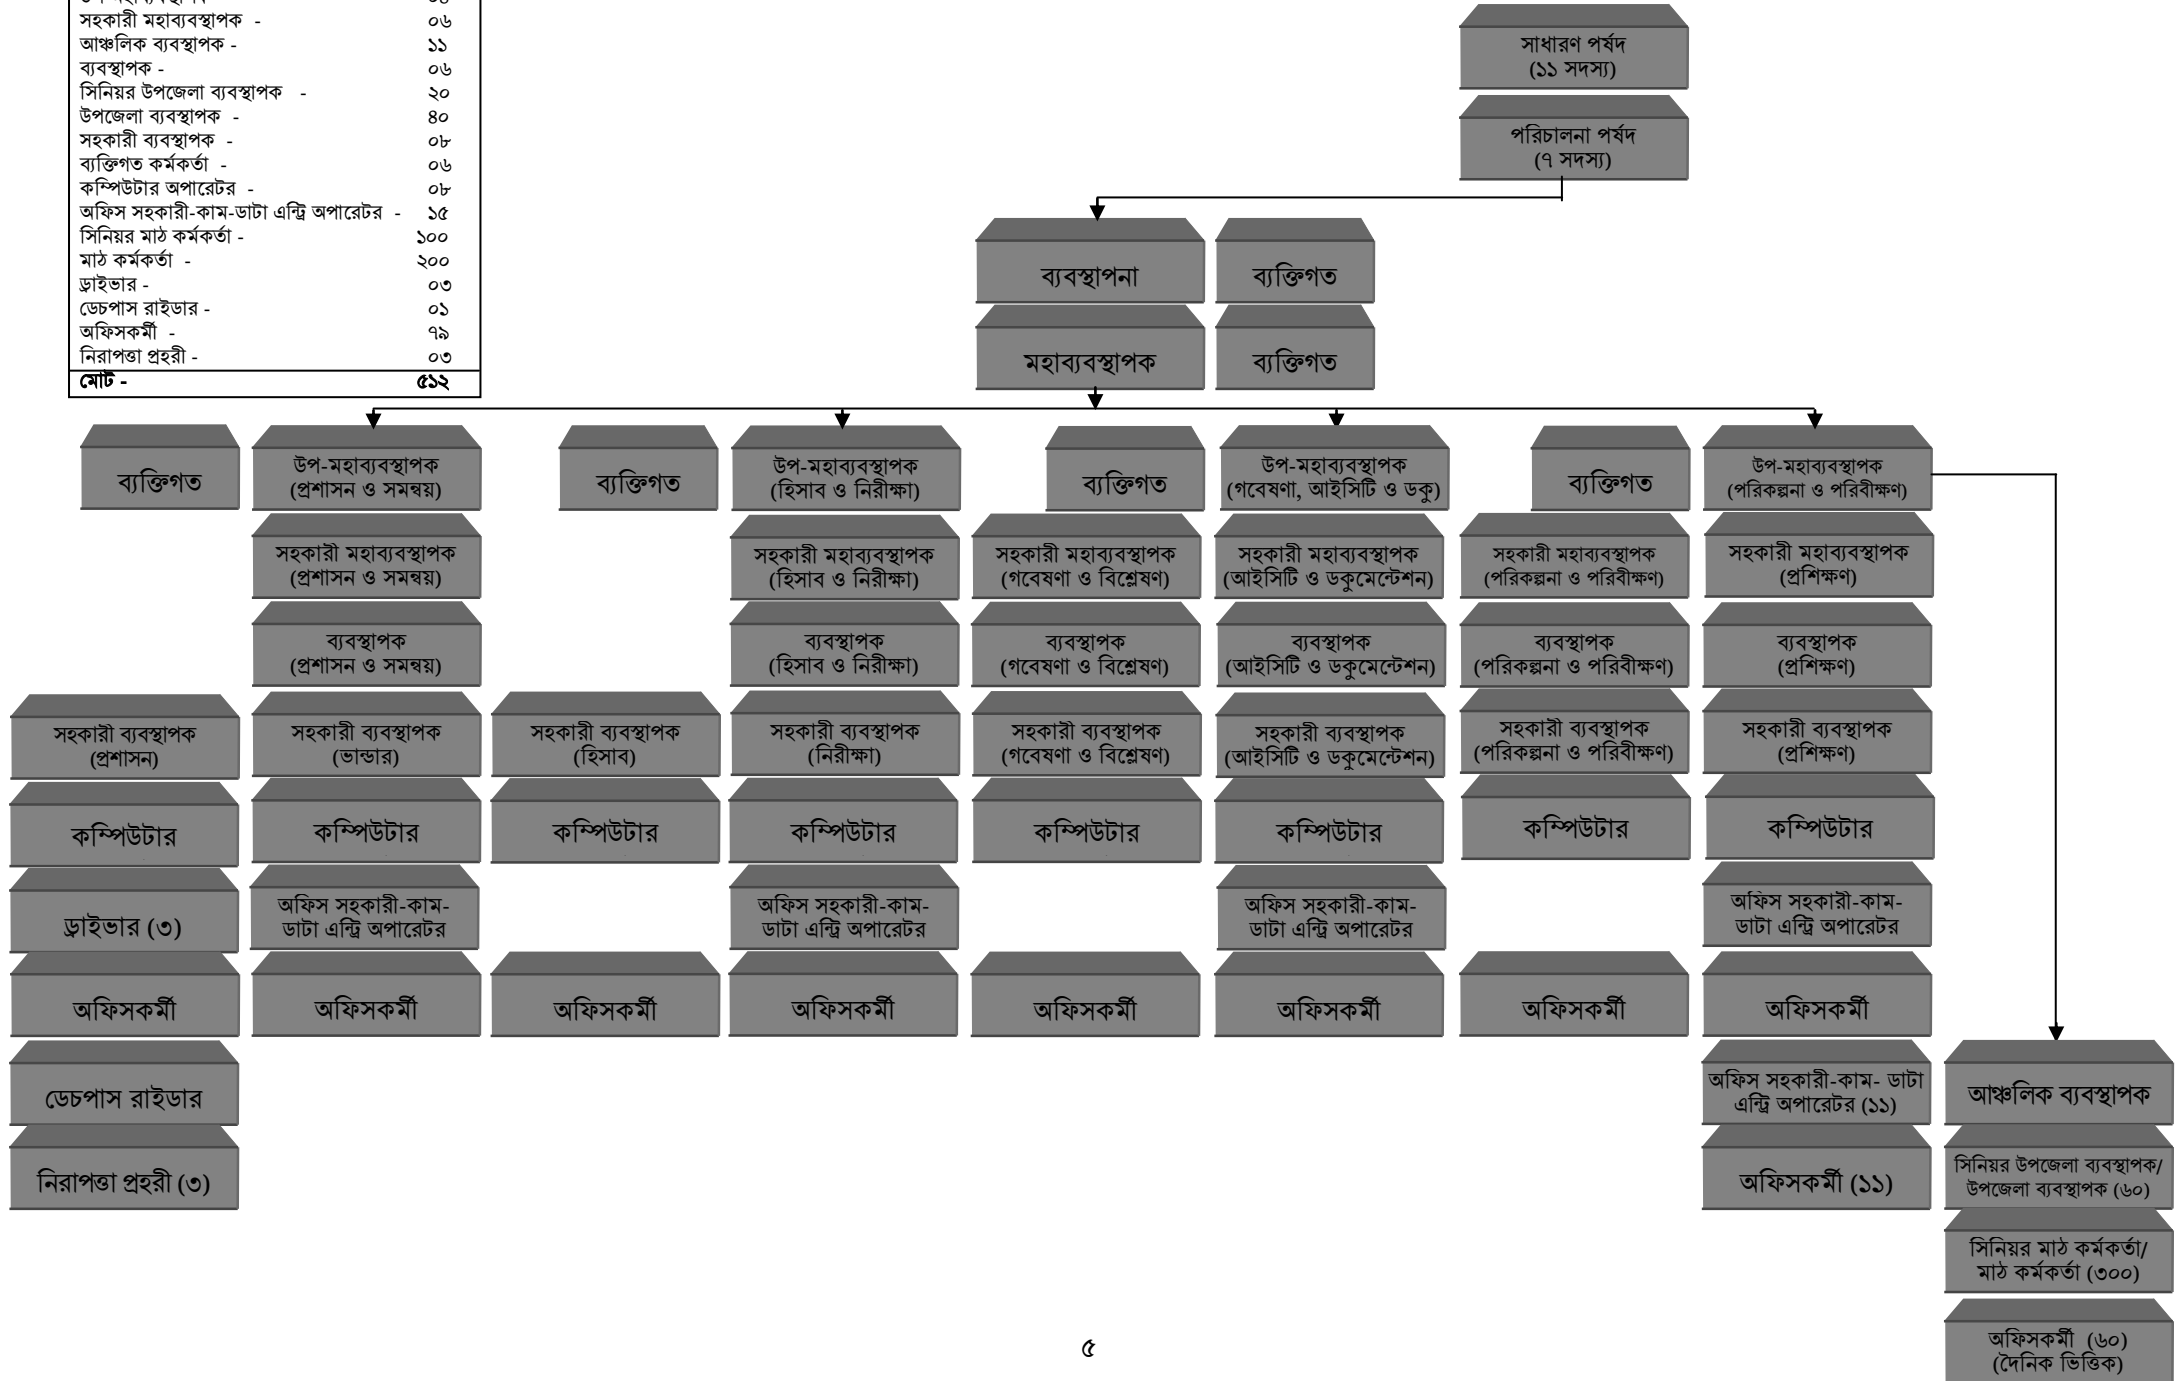 সহকারী মহাব্যবস্থাপক - ০৬
আঞ্চলিক ব্যবস্থাপক - ১১
ব্যবস্থাপক - ০৬
সিনিয়র উপজেলা ব্যবস্থাপক - ২০
উপজেলা ব্যবস্থাপক - ৪০
সহকারী ব্যবস্থাপক - ০৮
ব্যক্তিগত কর্মকর্তা - ০৬
কম্পিউটার অপারেটর - ০৮
অফিস সহকারী-কাম-ডাটা এন্ট্রি অপারেটর - ১৫
সিনিয়র মাঠ কর্মকর্তা - ১০০
মাঠ কর্মকর্তা - ২০০
ড্রাইভার - ০৩
ডেচপাস রাইডার - ০১
অফিসকর্মী - ৭৯
নিরাপত্তা প্রহরী - ০৩
মোট - ৫১২
সাধারণ পর্ষদ
(১১ সদস্য)
পরিচালনা পর্ষদ
(৭ সদস্য)
ব্যবস্থাপনা
ব্যক্তিগত
মহাব্যবস্থাপক
ব্যক্তিগত
ব্যক্তিগত
উপ-মহাব্যবস্থাপক
(প্রশাসন ও সমন্বয়)
ব্যক্তিগত
উপ-মহাব্যবস্থাপক
(হিসাব ও নিরীক্ষা)
ব্যক্তিগত
উপ-মহাব্যবস্থাপক
(গবেষণা, আইসিটি ও ডকু)
ব্যক্তিগত
উপ-মহাব্যবস্থাপক
(পরিকল্পনা ও পরিবীক্ষণ)
সহকারী মহাব্যবস্থাপক
(প্রশাসন ও সমন্বয়)
সহকারী মহাব্যবস্থাপক
(হিসাব ও নিরীক্ষা)
সহকারী মহাব্যবস্থাপক
(গবেষণা ও বিশ্লেষণ)
সহকারী মহাব্যবস্থাপক
(আইসিটি ও ডকুমেন্টেশন)
সহকারী মহাব্যবস্থাপক
(পরিকল্পনা ও পরিবীক্ষণ)
সহকারী মহাব্যবস্থাপক
(প্রশিক্ষণ)
ব্যবস্থাপক
(প্রশাসন ও সমন্বয়)
ব্যবস্থাপক
(হিসাব ও নিরীক্ষা)
ব্যবস্থাপক
(গবেষণা ও বিশ্লেষণ)
ব্যবস্থাপক
(আইসিটি ও ডকুমেন্টেশন)
ব্যবস্থাপক
(পরিকল্পনা ও পরিবীক্ষণ)
ব্যবস্থাপক
(প্রশিক্ষণ)
সহকারী ব্যবস্থাপক
(প্রশাসন)
সহকারী ব্যবস্থাপক
(ভান্ডার)
সহকারী ব্যবস্থাপক
(হিসাব)
সহকারী ব্যবস্থাপক
(নিরীক্ষা)
সহকারী ব্যবস্থাপক
(গবেষণা ও বিশ্লেষণ)
সহকারী ব্যবস্থাপক
(আইসিটি ও ডকুমেন্টেশন)
সহকারী ব্যবস্থাপক
(পরিকল্পনা ও পরিবীক্ষণ)
সহকারী ব্যবস্থাপক
(প্রশিক্ষণ)
কম্পিউটার
কম্পিউটার
কম্পিউটার
কম্পিউটার
কম্পিউটার
কম্পিউটার
কম্পিউটার
কম্পিউটার
ড্রাইভার (৩)
অফিস সহকারী-কাম-
ডাটা এন্ট্রি অপারেটর
অফিস সহকারী-কাম-
ডাটা এন্ট্রি অপারেটর
অফিস সহকারী-কাম-
ডাটা এন্ট্রি অপারেটর
অফিস সহকারী-কাম-
ডাটা এন্ট্রি অপারেটর
অফিসকর্মী
অফিসকর্মী
অফিসকর্মী
অফিসকর্মী
অফিসকর্মী
অফিসকর্মী
অফিসকর্মী
অফিসকর্মী
ডেচপাস রাইডার
অফিস সহকারী-কাম- ডাটা
এন্ট্রি অপারেটর (১১)
আঞ্চলিক ব্যবস্থাপক
নিরাপত্তা প্রহরী (৩)
অফিসকর্মী (১১)
সিনিয়র উপজেলা ব্যবস্থাপক/
উপজেলা ব্যবস্থাপক (৬০)
সিনিয়র মাঠ কর্মকর্তা/
মাঠ কর্মকর্তা (৩০০)
অফিসকর্মী (৬০)
(দৈনিক ভিত্তিক)
৫